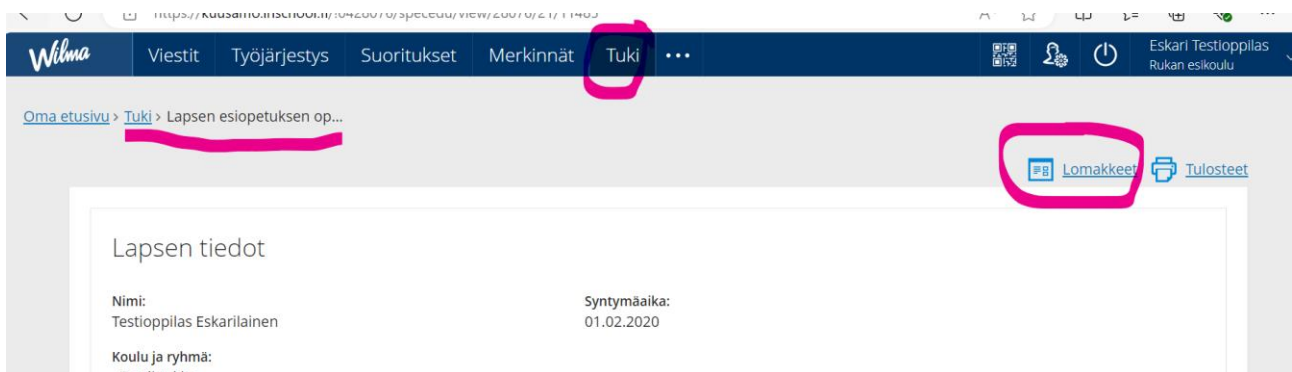 Wilma Viestit Työjärjestys Suoritukset Merkinnät Tuki ••• Eskari Testioppilas
Rukan esikoulu
Oma etusivu > Tuki > Lapsen esiopetuksen op...
Lomakkeet Tulosteet
Lapsen tiedot
Nimi: Syntymäaika:
Testioppilas Eskarilainen 01.02.2020
Koulu ja ryhmä: